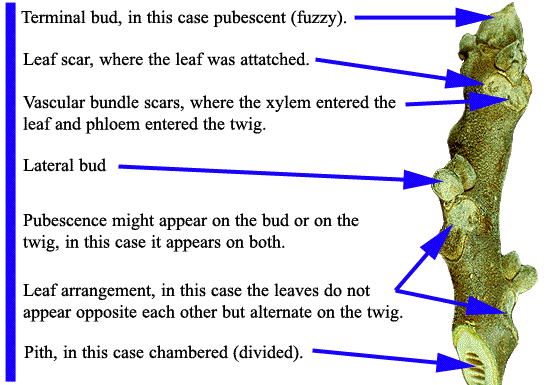 Terminal bud, in this case pubescent (fuzzy).
Leaf scar, where the leaf was attatched.
Vascular bundle scars, where the xylem entered the
leaf and phloem entered the twig.
Lateral bud
Pubescence might appear on the bud or on the
twig, in this case it appears on both.
Leaf arrangement, in this case the leaves do not
appear opposite each other but alternate on the twig.
Pith, in this case chambered (divided).